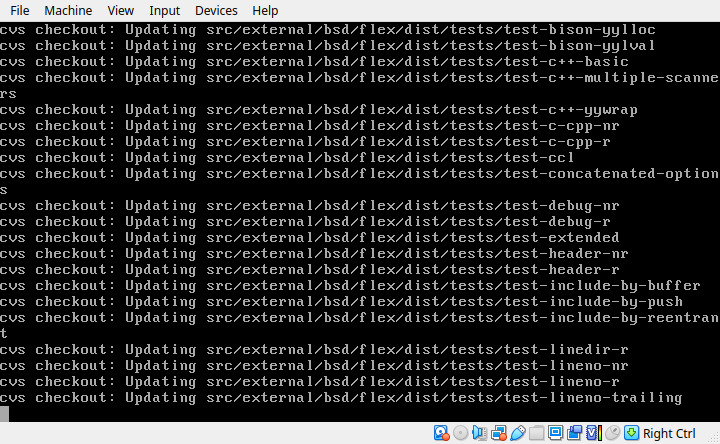 File Machine View Input Devices Help
cvs checkout: Updating src/external/bsd/flex/dist/tests/test-bison-yylloc
cvs checkout: Updating src/external/bsd/flex/dist/tests/test-bison-yylval
cvs checkout: Updating src/external/bsd/flex/dist/tests/test-c++-basic
cvs checkout: Updating src/external/bsd/flex/dist/tests/test-c++-multiple-scanne
rs
cvs checkout: Updating src/external/bsd/flex/dist/tests/test-c++-yywrap
cvs checkout: Updating src/external/bsd/flex/dist/tests/test-c-cpp-nr
cvs checkout: Updating src/external/bsd/flex/dist/tests/test-c-cpp-r
cvs checkout: Updating src/external/bsd/flex/dist/tests/test-ccl
cvs checkout: Updating src/external/bsd/flex/dist/tests/test-concatenated-option
s
cvs checkout: Updating src/external/bsd/flex/dist/tests/test-debug-nr
cvs checkout: Updating src/external/bsd/flex/dist/tests/test-debug-r
cvs checkout: Updating src/external/bsd/flex/dist/tests/test-extended
cvs checkout: Updating src/external/bsd/flex/dist/tests/test-header-nr
cvs checkout: Updating src/external/bsd/flex/dist/tests/test-header-r
cvs checkout: Updating src/external/bsd/flex/dist/tests/test-include-by-buffer
cvs checkout: Updating src/external/bsd/flex/dist/tests/test-include-by-push
cvs checkout: Updating src/external/bsd/flex/dist/tests/test-include-by-reentran
t
cvs checkout: Updating src/external/bsd/flex/dist/tests/test-linedir-r
cvs checkout: Updating src/external/bsd/flex/dist/tests/test-lineno-nr
cvs checkout: Updating src/external/bsd/flex/dist/tests/test-lineno-r
cvs checkout: Updating src/external/bsd/flex/dist/tests/test-lineno-trailing
Right Ctrl